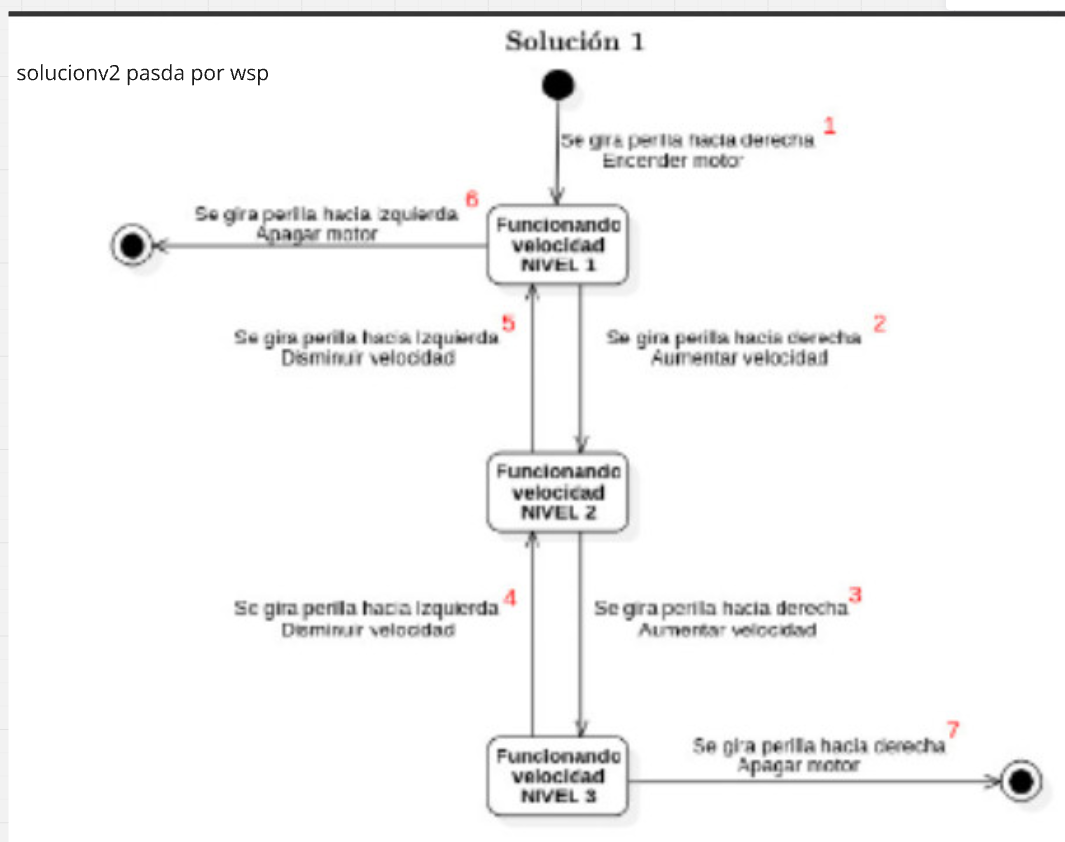 Solución 1
solucionv2 pasda por wsp
Se gira perilla hacia derecha 1
Encender motor
Se gira perilla hacia izquierda 6
Apagar motor
Funcionando
velocidad
NIVEL 1
Se gira perilla hacia Izquierda 5
Disminuir velocidad
Se gira perilla hacia derecha 2
Aumentar velocidad
Funcionando
velocidad
NIVEL 2
Se gira perilla hacia Izquierda 4
Disminuir velocidad
Se gira perilla hacia derecha 3
Aumentar velocidad
Funcionando
velocidad
NIVEL 3
Se gira perilla hacia derecha 7
Apagar motor